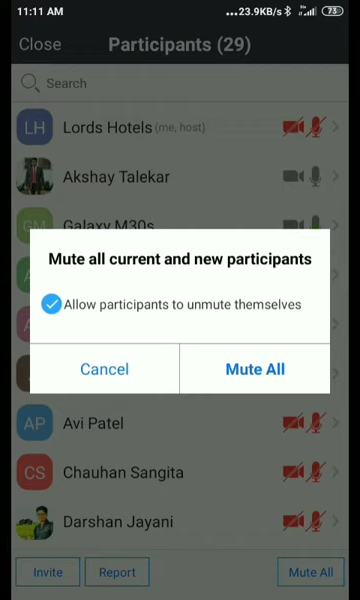 11:11 AM
...23.9KB/s
73
Close
Participants (29)
Search
LH
Lords Hotels (me, host)
Akshay Talekar
GM
Galaxy M30s
Mute all current and new participants
Allow participants to unmute themselves
Cancel
Mute All
AP
Avi Patel
CS
Chauhan Sangita
Darshan Jayani
Invite
Report
Mute All